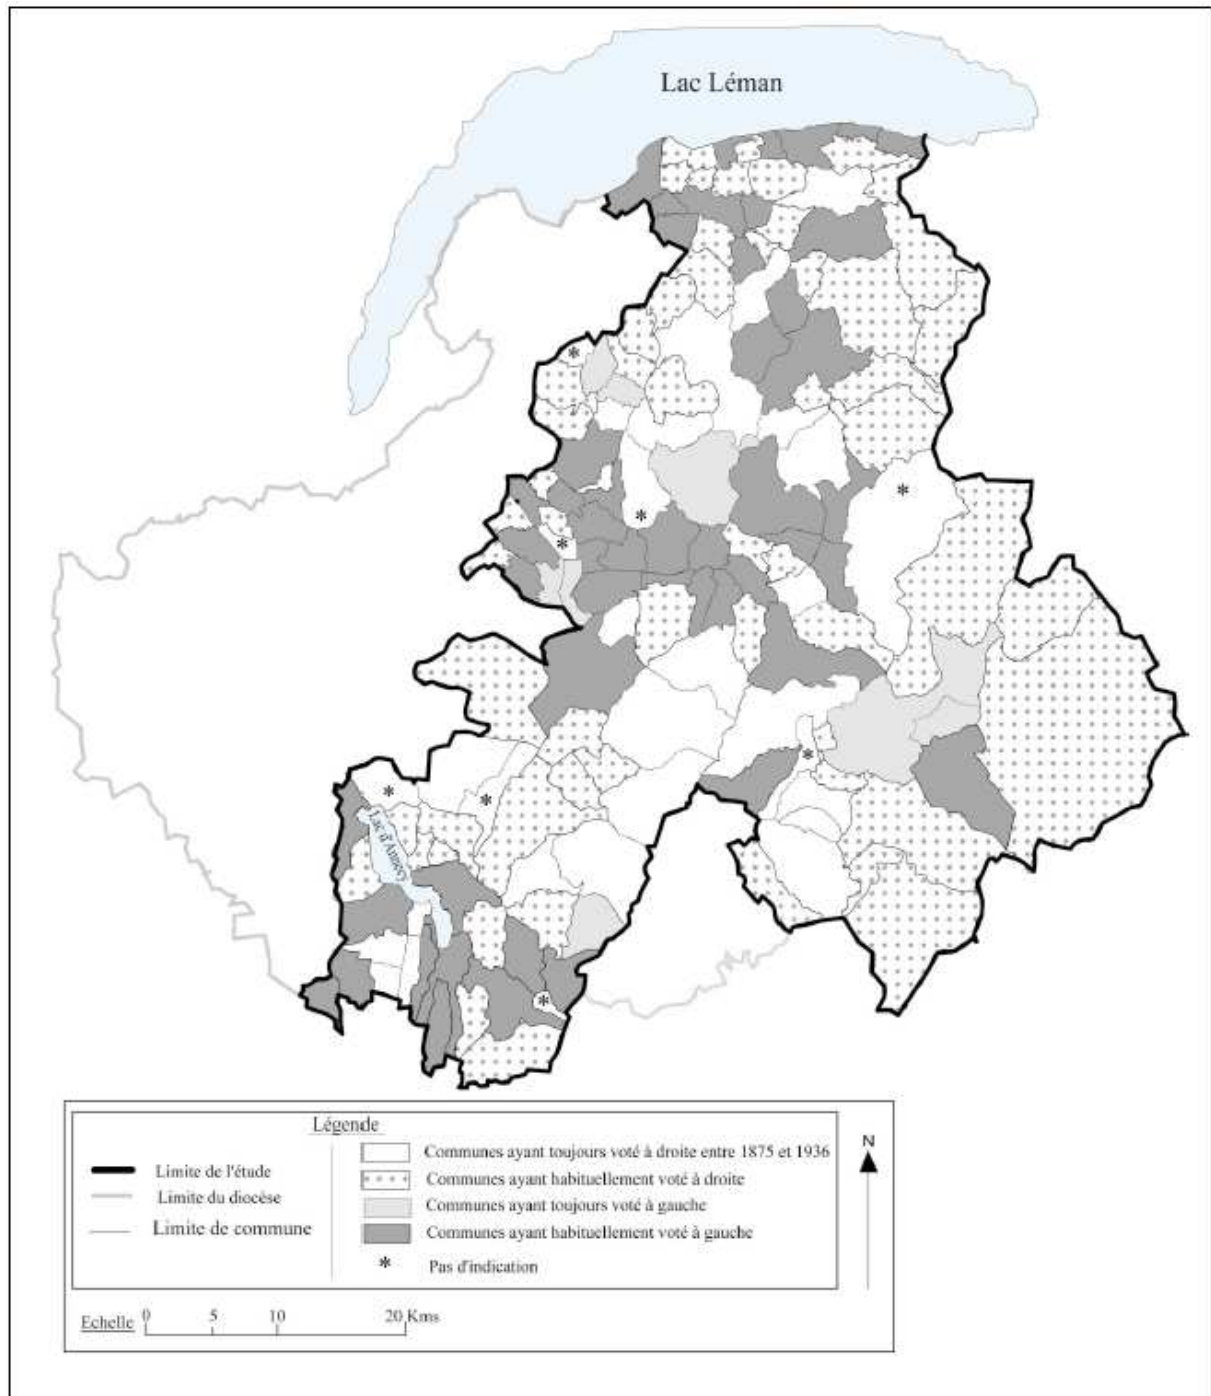 Lac Léman
*
*
*
*
*
*
*
Lac d'Annecy
*
Légende
Limite de l'étude
Limite du diocèse
Limite de commune
Communes ayant toujours voté à droite entre 1875 et 1936
Communes ayant habituellement voté à droite
Communes ayant toujours voté à gauche
Communes ayant habituellement voté à gauche
* Pas d'indication
N
Echelle 0 5 10 20 Kms